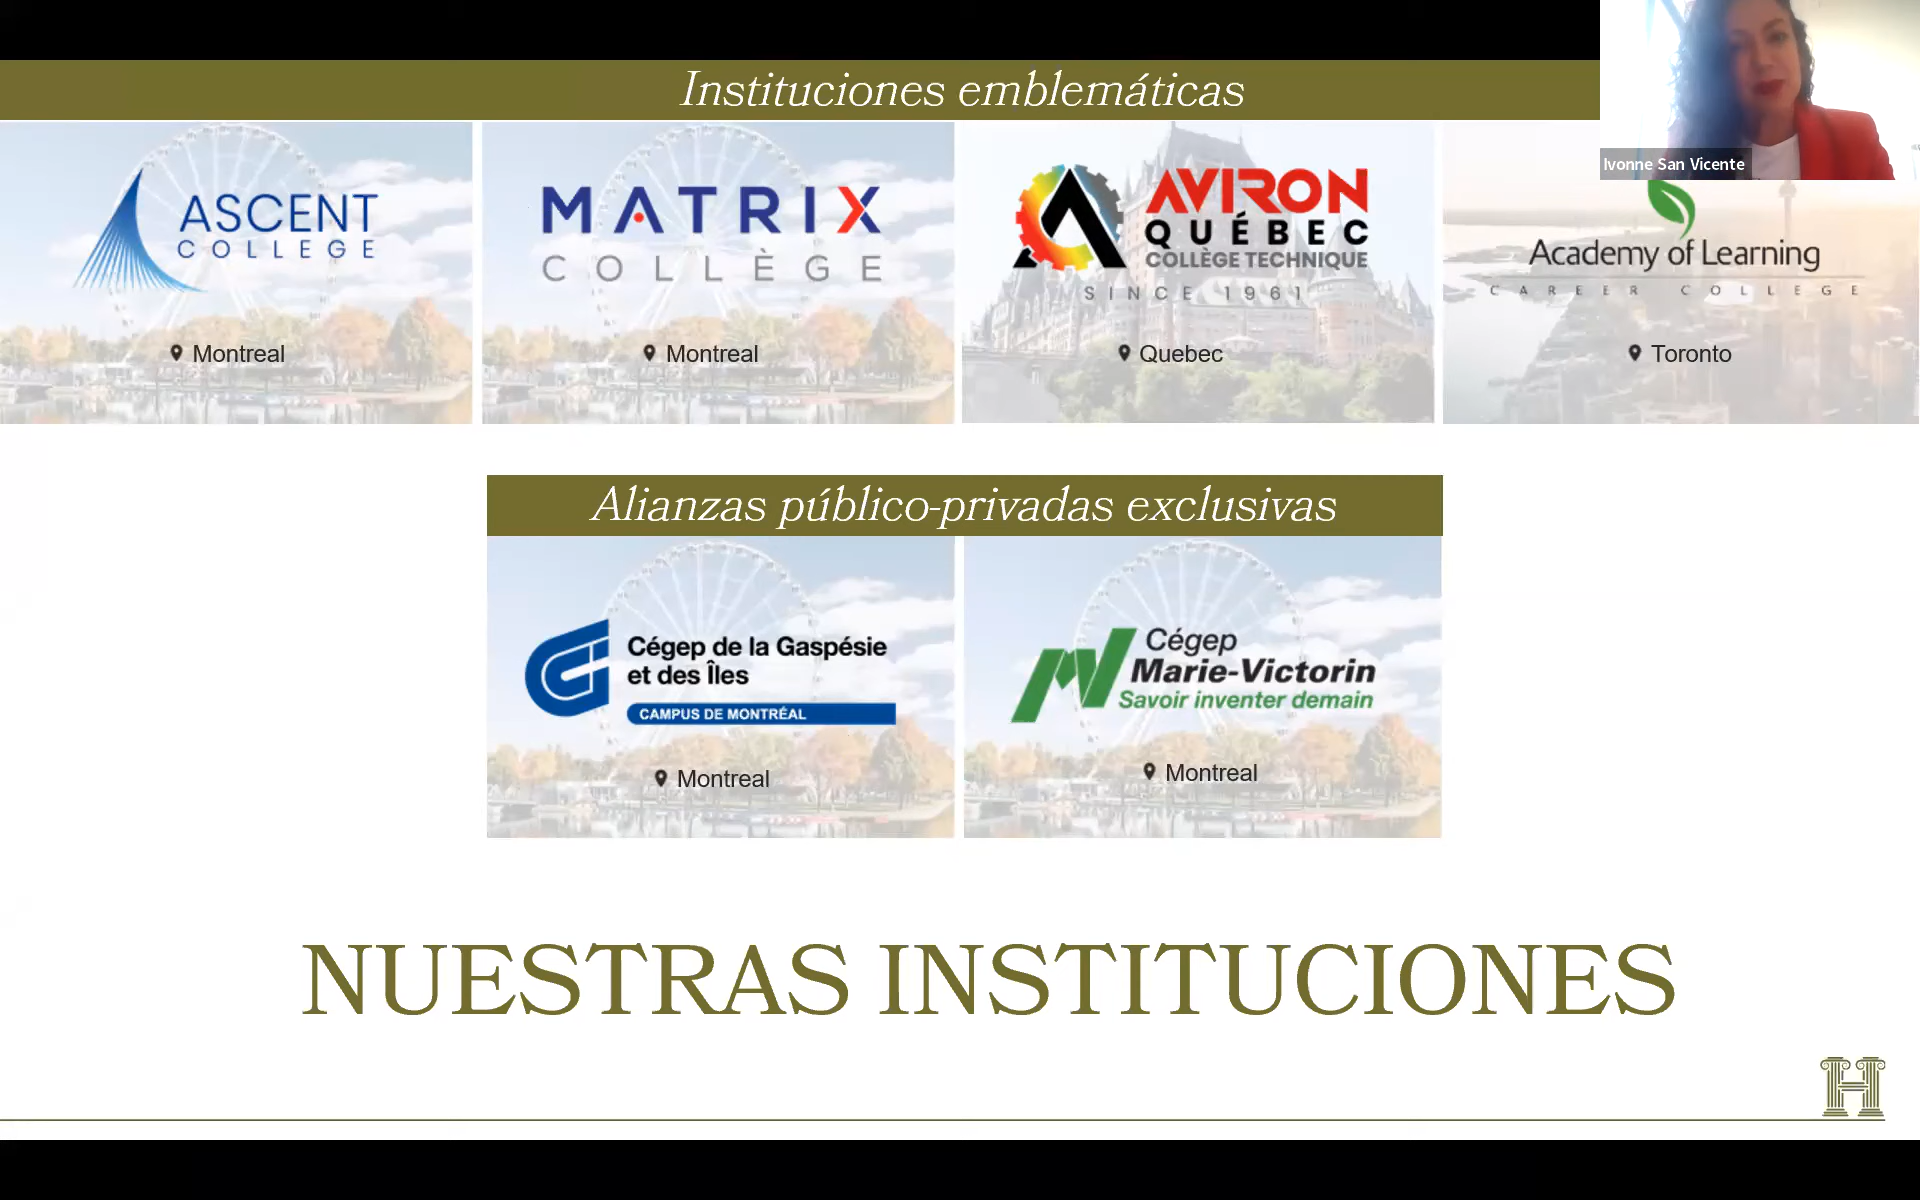 Instituciones emblemáticas
Ivonne San Vicente
ASCENT
COLLEGE
Montreal
MATRIX
COLLÈGE
Montreal
AVIRON
QUÉBEC
COLLÈGE TECHNIQUE
SINCE 1961
Quebec
Academy of Learning
CAREER COLLEGE
Toronto
Alianzas público-privadas exclusivas
Cégep de la Gaspésie
et des Îles
CAMPUS DE MONTRÉAL
Montreal
Cégep
Marie-Victorin
Savoir inventer demain
Montreal
NUESTRAS INSTITUCIONES
H